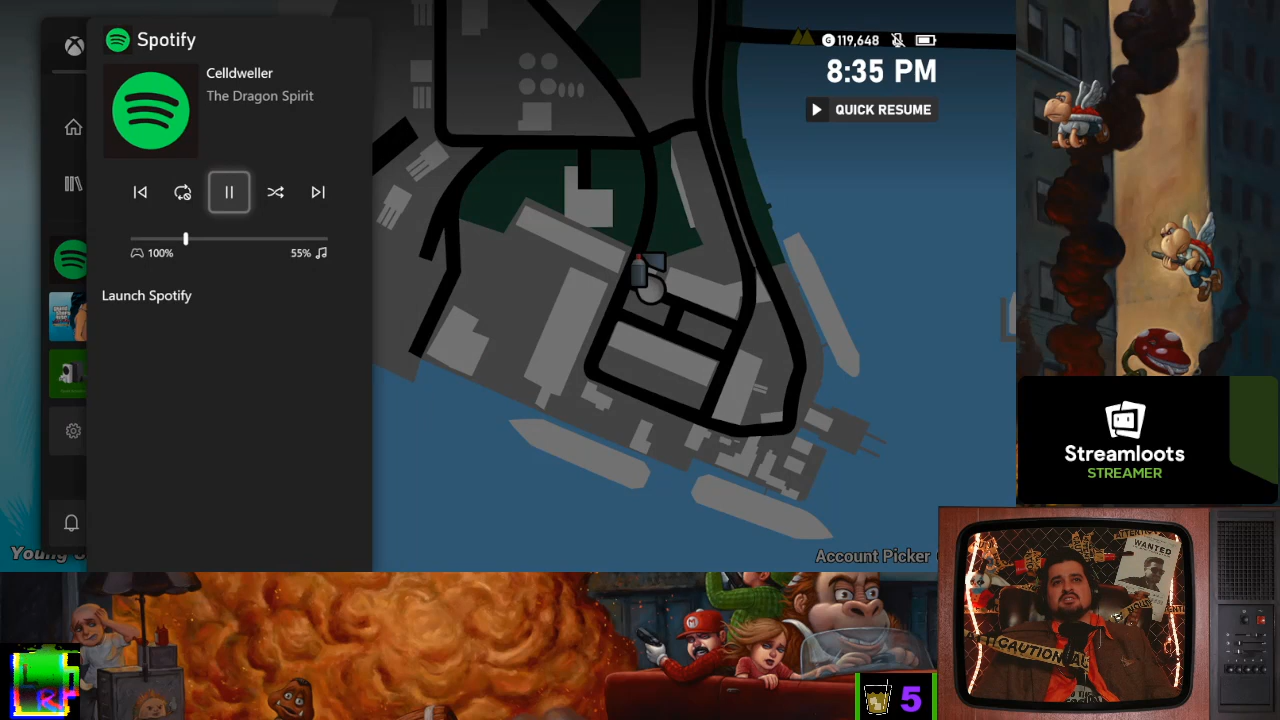 Spotify
Celldweller
The Dragon Spirit
100%
55%
Launch Spotify
G 119,648
8:35 PM
QUICK RESUME
Young
Account Picker
Streamloots
STREAMER
WANTED
CAUTION
M
L
R
5